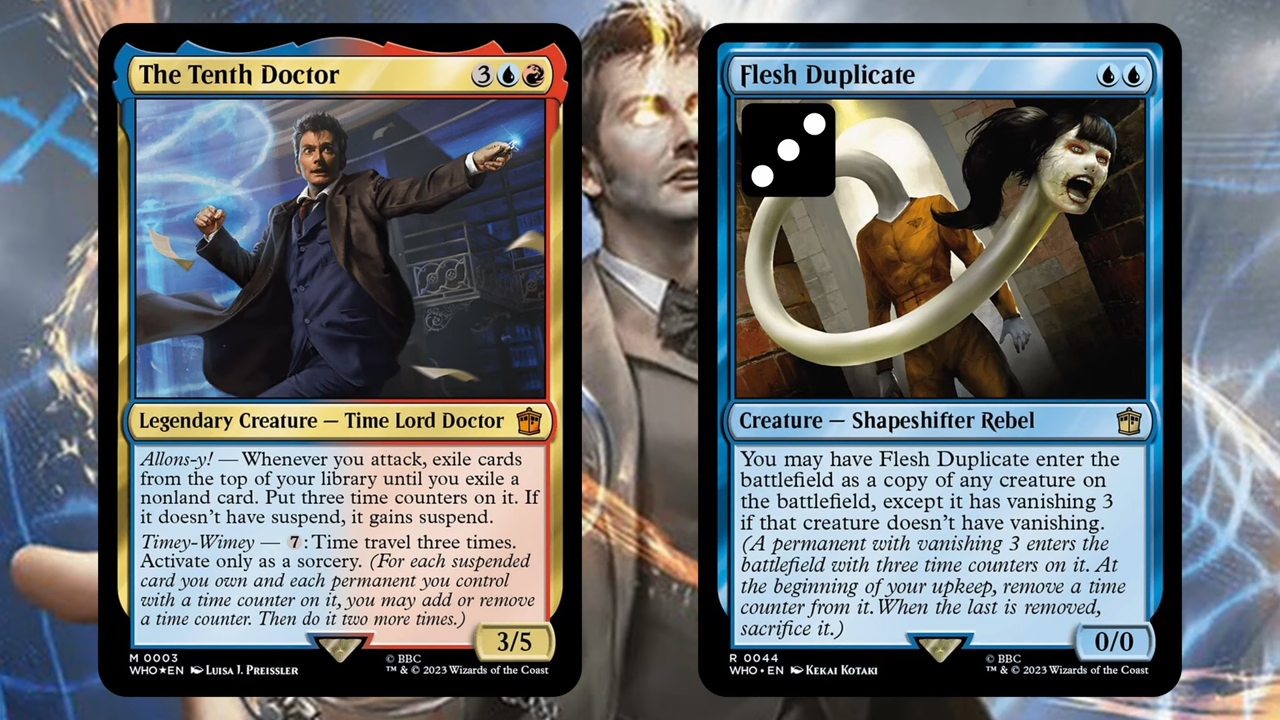 The Tenth Doctor 3
Legendary Creature — Time Lord Doctor
Allons-y! — Whenever you attack, exile cards
from the top of your library until you exile a
nonland card. Put three time counters on it. If
it doesn't have suspend, it gains suspend.
Timey-Wimey — 7: Time travel three times.
Activate only as a sorcery. (For each suspended
card you own and each permanent you control
with a time counter on it, you may add or remove
a time counter. Then do it two more times.)
3/5
M 0003
WHO★EN Luisa J. Preissler
© BBC
™ & © 2023 Wizards of the Coast
Flesh Duplicate
Creature — Shapeshifter Rebel
You may have Flesh Duplicate enter the
battlefield as a copy of any creature on
the battlefield, except it has vanishing 3
if that creature doesn't have vanishing.
(A permanent with vanishing 3 enters the
battlefield with three time counters on it. At
the beginning of your upkeep, remove a time
counter from it. When the last is removed,
sacrifice it.)
0/0
R 0044
WHO • EN Kekai Kotaki
© BBC
™ & © 2023 Wizards of the Coast